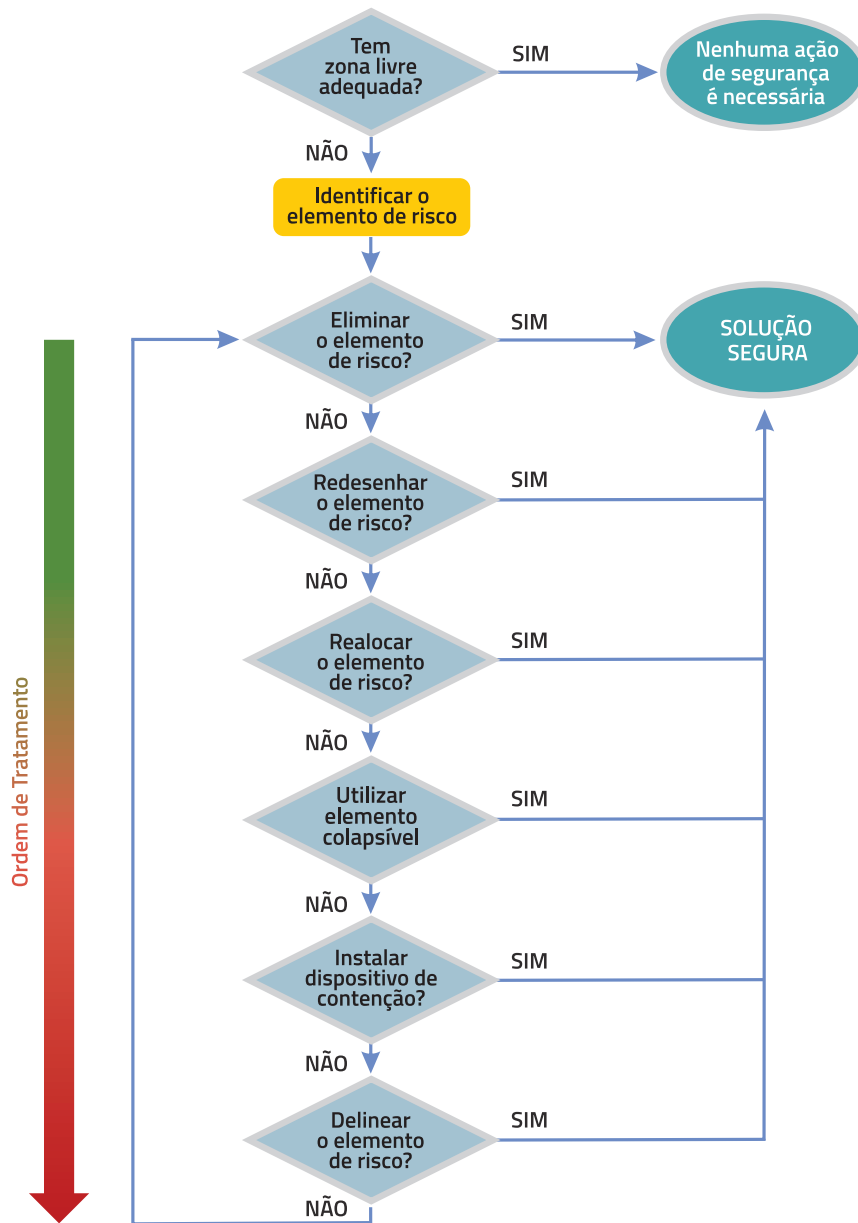 Tem
zona livre
adequada?
SIM
Nenhuma ação
de segurança
é necessária
NÃO
Identificar o
elemento de risco
Eliminar
o elemento
de risco?
SIM
SOLUÇÃO
SEGURA
NÃO
Redesenhar
o elemento
de risco?
SIM
NÃO
Realocar
o elemento
de risco?
SIM
NÃO
Utilizar
elemento
colapsível
SIM
NÃO
Instalar
dispositivo de
contenção?
SIM
NÃO
Delinear
o elemento
de risco?
SIM
NÃO
Ordem de Tratamento